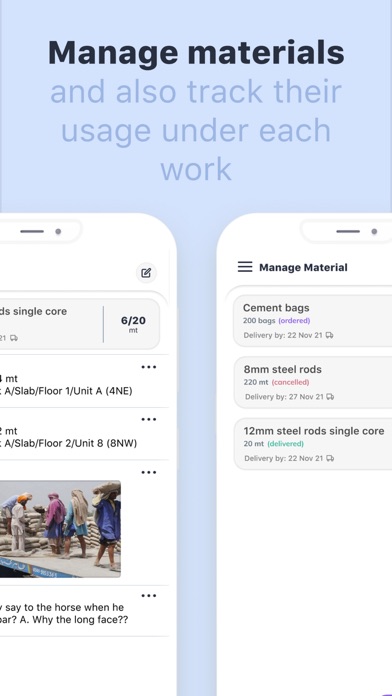 Manage materials
and also track their
usage under each
work
ds single core
21
6/20
mt
4 mt
A/Slab/Floor 1/Unit A (4NE)
2 mt
A/Slab/Floor 2/Unit 8 (8NW)
y say to the horse when he
bar? A. Why the long face??
Manage Material
Cement bags
200 bags (ordered)
Delivery by: 22 Nov 21
8mm steel rods
220 mt (cancelled)
Delivery by: 27 Nov 21
12mm steel rods single core
20 mt (delivered)
Delivery by: 22 Nov 21